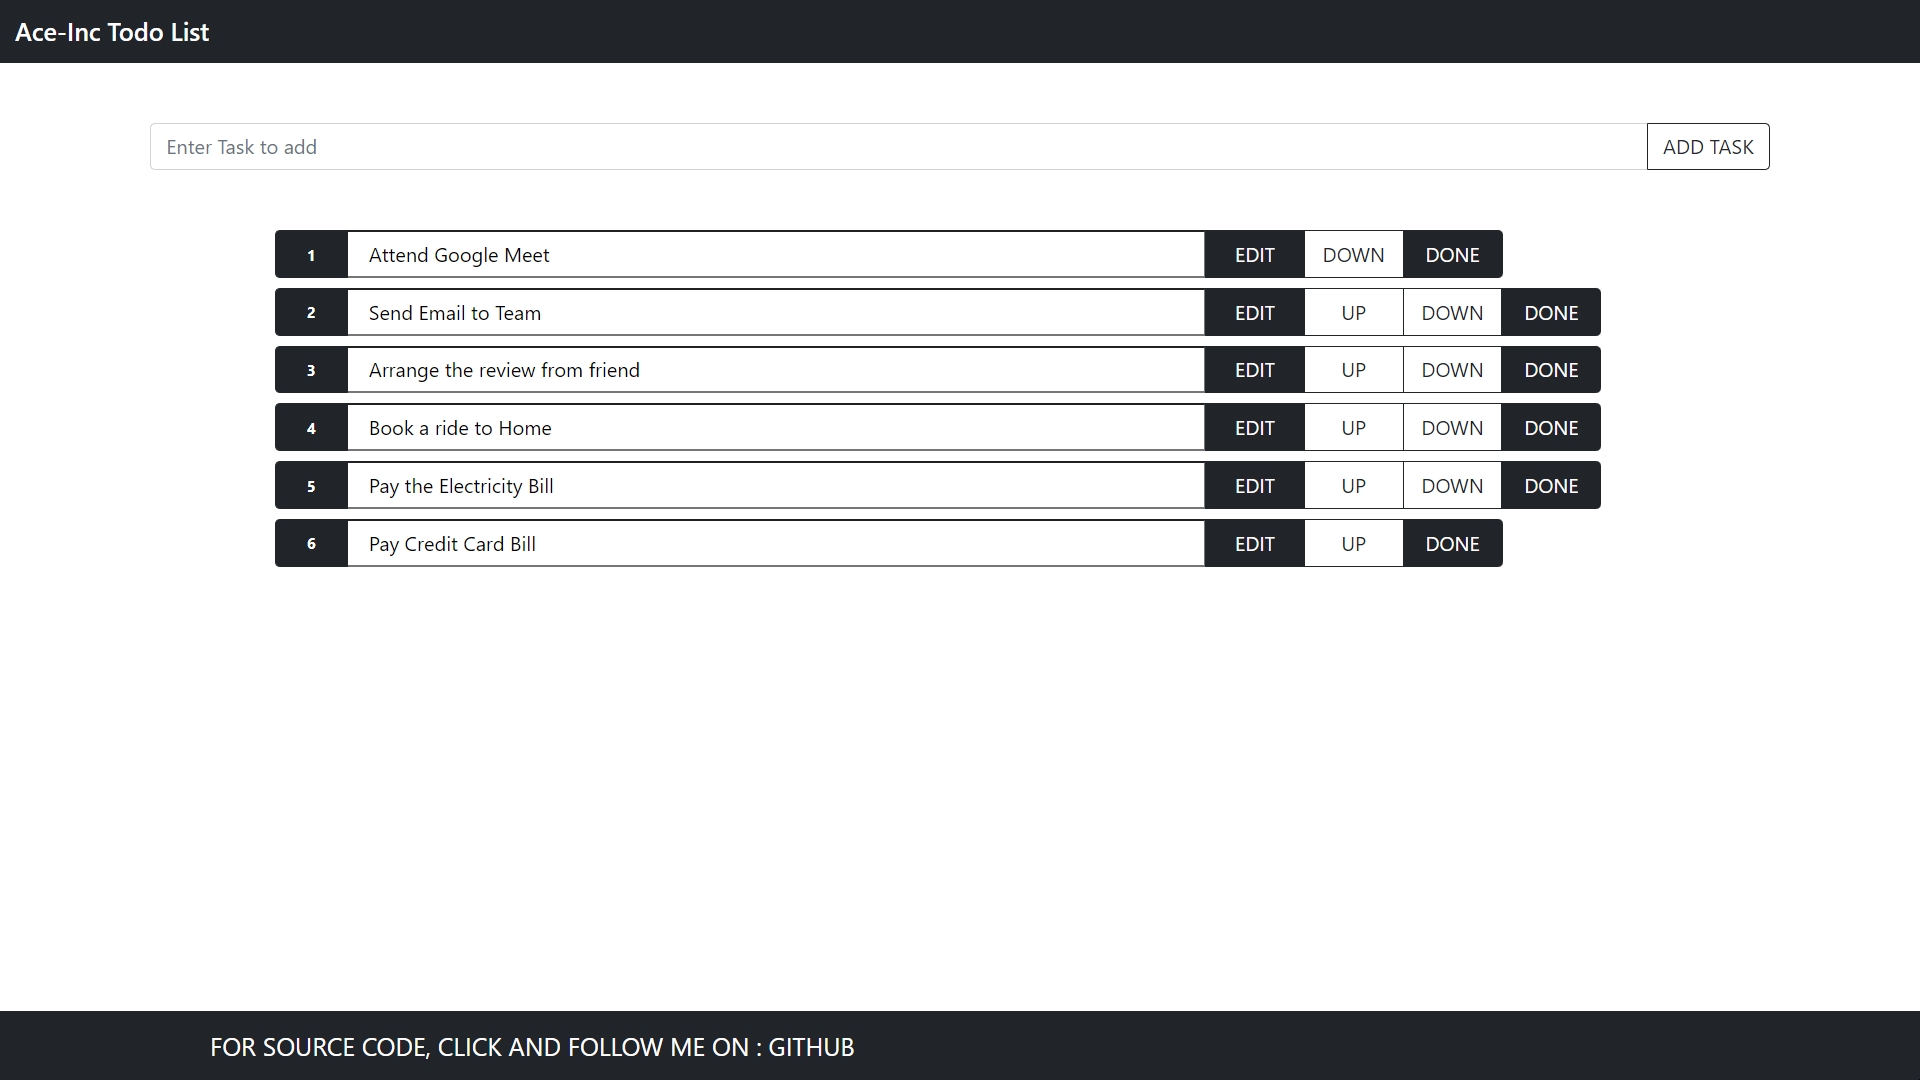 Ace-Inc Todo List
Enter Task to add ADD TASK
1 Attend Google Meet EDIT DOWN DONE
2 Send Email to Team EDIT UP DOWN DONE
3 Arrange the review from friend EDIT UP DOWN DONE
4 Book a ride to Home EDIT UP DOWN DONE
5 Pay the Electricity Bill EDIT UP DOWN DONE
6 Pay Credit Card Bill EDIT UP DONE
FOR SOURCE CODE, CLICK AND FOLLOW ME ON : GITHUB